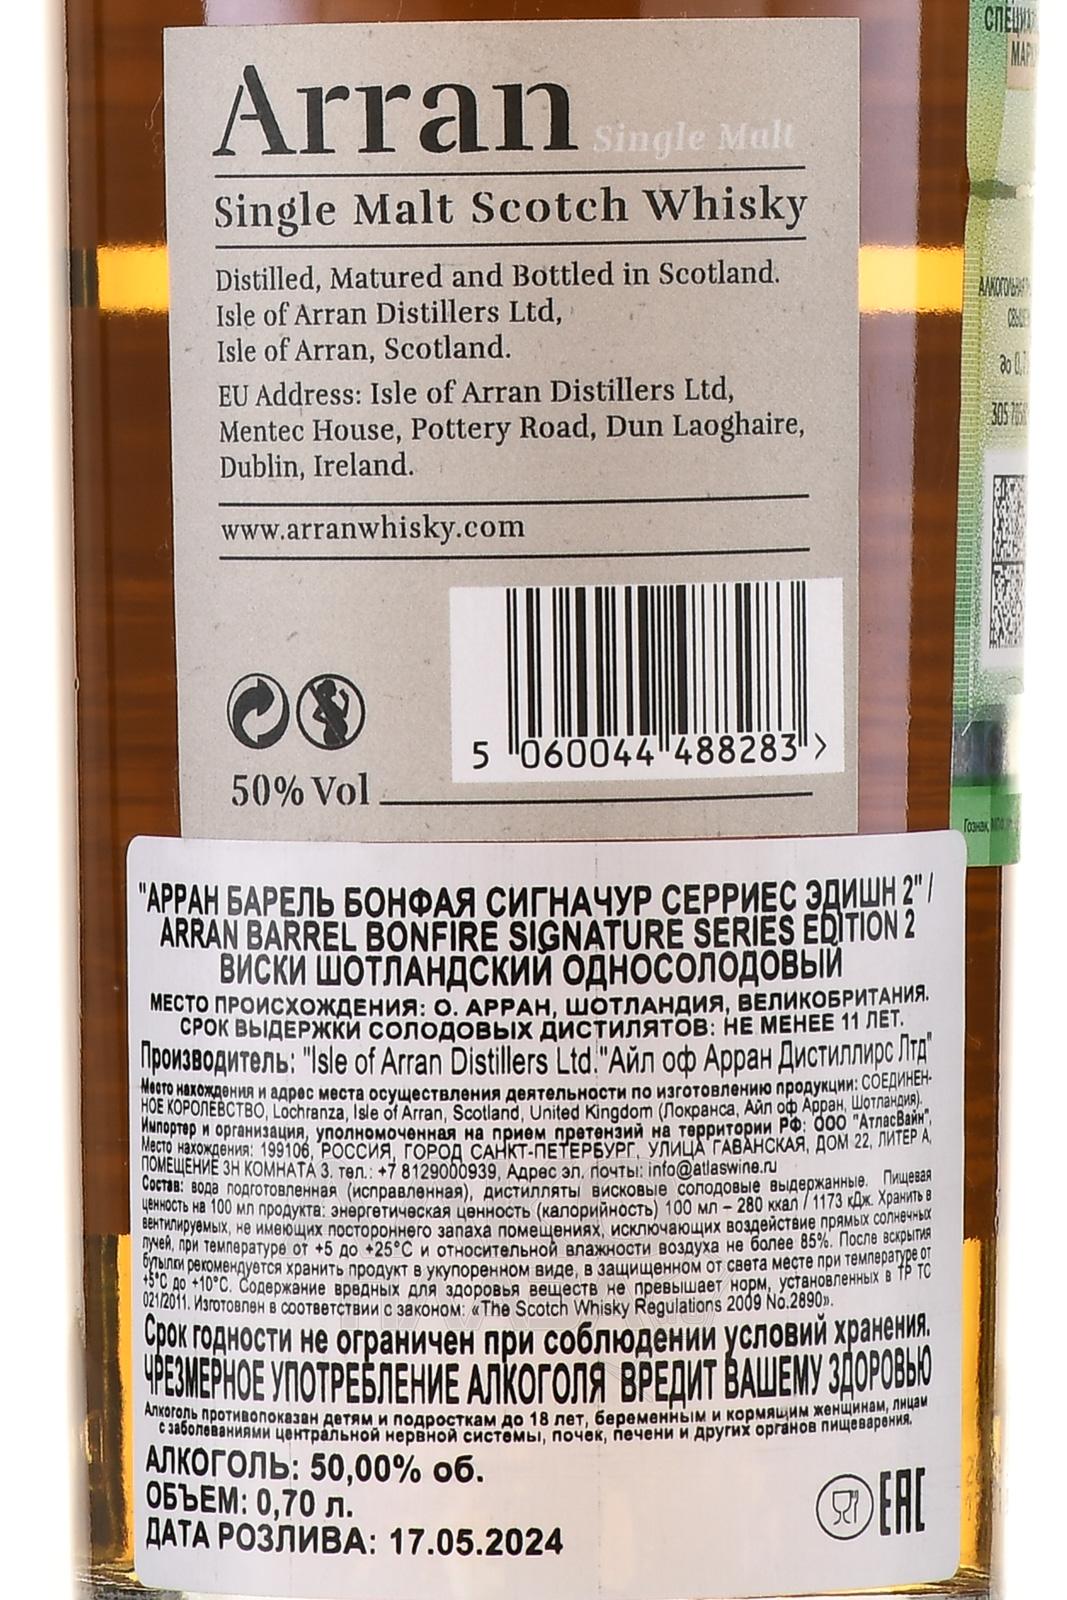 Arran Single Malt
Single Malt Scotch Whisky
Distilled, Matured and Bottled in Scotland.
Isle of Arran Distillers Ltd,
Isle of Arran, Scotland.
EU Address: Isle of Arran Distillers Ltd,
Mentec House, Pottery Road, Dun Laoghaire,
Dublin, Ireland.
www.arranwhisky.com
5 060044 488283 >
50% Vol
"АРРАН БАРЕЛЬ БОНФАЯ СИГНАЧУР СЕРРИЕС ЭДИШН 2" /
ARRAN BARREL BONFIRE SIGNATURE SERIES EDITION 2
ВИСКИ ШОТЛАНДСКИЙ ОДНОСОЛОДОВЫЙ
МЕСТО ПРОИСХОЖДЕНИЯ: О. АРРАН, ШОТЛАНДИЯ, ВЕЛИКОБРИТАНИЯ.
СРОК ВЫДЕРЖКИ СОЛОДОВЫХ ДИСТИЛЯТОВ: НЕ МЕНЕЕ 11 ЛЕТ.
Производитель: "Isle of Arran Distillers Ltd."Айл оф Арран Дистиллирс Лтд"
Место нахождения и адрес места осуществления деятельности по изготовлению продукции: СОЕДИНЕН-
НОЕ КОРОЛЕВСТВО, Lochranza, Isle of Arran, Scotland, United Kingdom (Локранса, Айл оф Арран, Шотландия).
Импортер и организация, уполномоченная на прием претензий на территории РФ: ООО "АтласВайн",
Место нахождения: 199106, РОССИЯ, ГОРОД САНКТ-ПЕТЕРБУРГ, УЛИЦА ГАВАНСКАЯ, ДОМ 22, ЛИТЕР А,
ПОМЕЩЕНИЕ 3Н КОМНАТА 3. тел.: +7 8129000939, Адрес эл. почты: info@atlaswine.ru
Состав: вода подготовленная (исправленная), дистилляты висковые солодовые выдержанные. Пищевая
ценность на 100 мл продукта: энергетическая ценность (калорийность) 100 мл – 280 ккал / 1173 кДж. Хранить в
вентилируемых, не имеющих постороннего запаха помещениях, исключающих воздействие прямых солнечных
лучей, при температуре от +5 до +25°С и относительной влажности воздуха не более 85%. После вскрытия
бутылки рекомендуется хранить продукт в укупоренном виде, в защищенном от света месте при температуре от
+5°С до +10°С. Содержание вредных для здоровья веществ не превышает норм, установленных в ТР ТС
021/2011. Изготовлен в соответствии с законом: «The Scotch Whisky Regulations 2009 No.2890».
Срок годности не ограничен при соблюдении условий хранения.
ЧРЕЗМЕРНОЕ УПОТРЕБЛЕНИЕ АЛКОГОЛЯ ВРЕДИТ ВАШЕМУ ЗДОРОВЬЮ
Алкоголь противопоказан детям и подросткам до 18 лет, беременным и кормящим женщинам, лицам
с заболеваниями центральной нервной системы, почек, печени и других органов пищеварения.
АЛКОГОЛЬ: 50,00% об.
ОБЪЕМ: 0,70 л.
ДАТА РОЗЛИВА: 17.05.2024
EAC